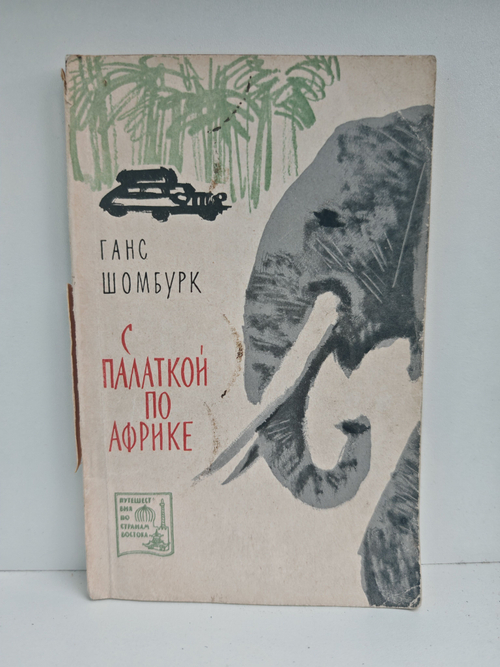 ГАНС
ШОМБУРК
С
ПАЛАТКОЙ
ПО
АФРИКЕ
ПУТЕШЕСТ
ВИЯ ПО
СТРАНАМ
ВОСТОКА